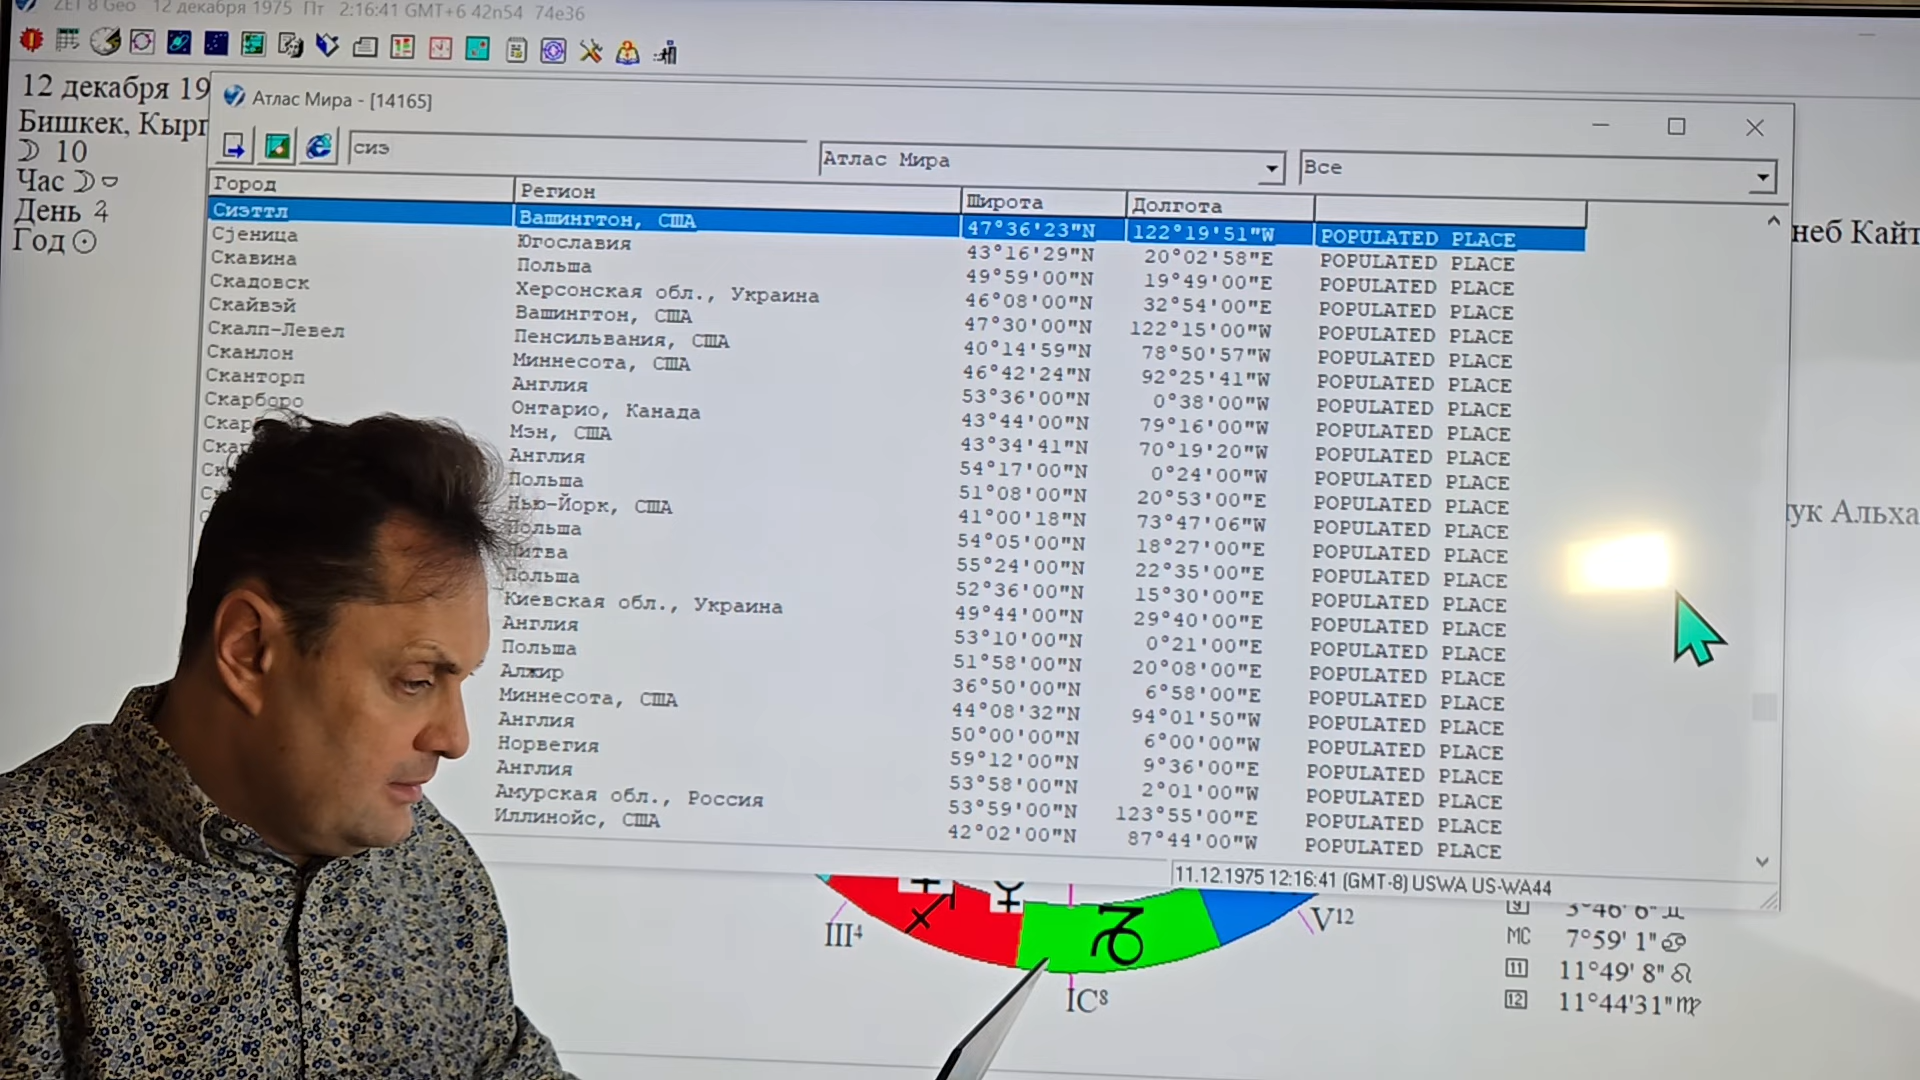 ZET 8 Geo 12 декабря 1975 Пт 2:16:41 GMT+6 42n54 74e36
12 декабря 19
Бишкек, Кырг
10
Час
День 4
Год
Атлас Мира - [14165]
сиэ
Атлас Мира
Все
Город Регион Широта Долгота
Сиэттл Вашингтон, США 47°36'23"N 122°19'51"W POPULATED PLACE
Сjеница Югославия 43°16'29"N 20°02'58"E POPULATED PLACE
Скавина Польша 49°59'00"N 19°49'00"E POPULATED PLACE
Скадовск Херсонская обл., Украина 46°08'00"N 32°54'00"E POPULATED PLACE
Скайвэй Вашингтон, США 47°30'00"N 122°15'00"W POPULATED PLACE
Скалп-Левел Пенсильвания, США 40°14'59"N 78°50'57"W POPULATED PLACE
Сканлон Миннесота, США 46°42'24"N 92°25'41"W POPULATED PLACE
Сканторп Англия 53°36'00"N 0°38'00"W POPULATED PLACE
Скарборо Онтарио, Канада 43°44'00"N 79°16'00"W POPULATED PLACE
Скар Мэн, США 43°34'41"N 70°19'20"W POPULATED PLACE
Скар Англия 54°17'00"N 0°24'00"W POPULATED PLACE
Ск Польша 51°08'00"N 20°53'00"E POPULATED PLACE
Нью-Йорк, США 41°00'18"N 73°47'06"W POPULATED PLACE
Польша 54°05'00"N 18°27'00"E POPULATED PLACE
Литва 55°24'00"N 22°35'00"E POPULATED PLACE
Польша 52°36'00"N 15°30'00"E POPULATED PLACE
Киевская обл., Украина 49°44'00"N 29°40'00"E POPULATED PLACE
Англия 53°10'00"N 0°21'00"E POPULATED PLACE
Польша 51°58'00"N 20°08'00"E POPULATED PLACE
Алжир 36°50'00"N 6°58'00"E POPULATED PLACE
Миннесота, США 44°08'32"N 94°01'50"W POPULATED PLACE
Англия 50°00'00"N 6°00'00"W POPULATED PLACE
Норвегия 59°12'00"N 9°36'00"E POPULATED PLACE
Англия 53°58'00"N 2°01'00"W POPULATED PLACE
Амурская обл., Россия 53°59'00"N 123°55'00"E POPULATED PLACE
Иллинойс, США 42°02'00"N 87°44'00"W POPULATED PLACE
11.12.1975 12:16:41 (GMT-8) USWA US-WA44
неб Кайт
ук Альха
III4
IC8
V12
9 3°46' 6"♊
MC 7°59' 1"♋
11 11°49' 8"♌
12 11°44'31"♍